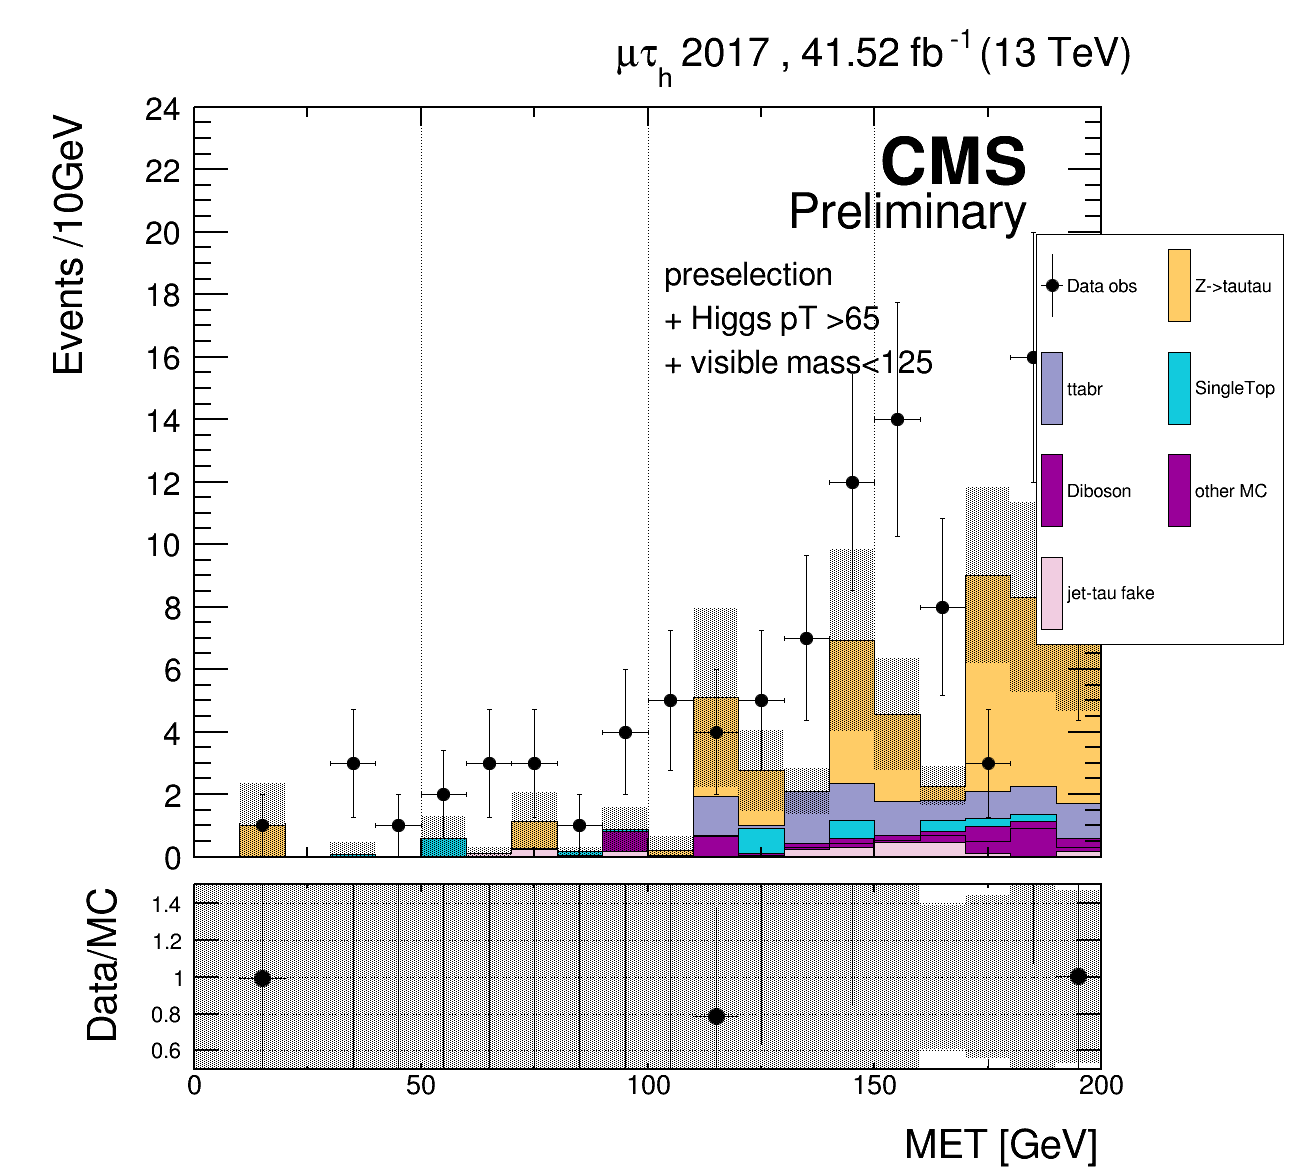 μτh 2017 , 41.52 fb-1 (13 TeV)
Events /10GeV
24
22
20
18
16
14
12
10
8
6
4
2
0
CMS
Preliminary
preselection
+ Higgs pT >65
+ visible mass<125
Data obs
Z->tautau
ttabr
SingleTop
Diboson
other MC
jet-tau fake
Data/MC
1.4
1.2
1
0.8
0.6
0 50 100 150 200
MET [GeV]